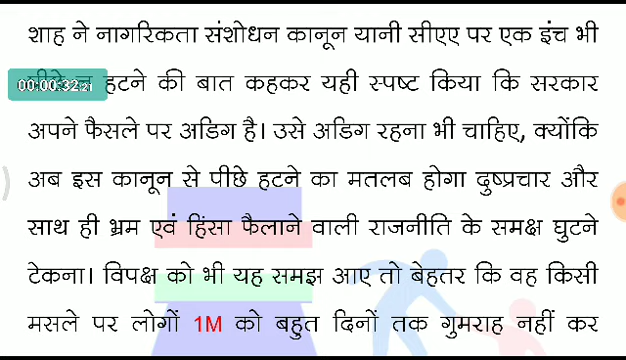 शाह ने नागरिकता संशोधन कानून यानी सीएए पर एक इंच भी
00:00:32:21 हटने की बात कहकर यही स्पष्ट किया कि सरकार
अपने फैसले पर अडिग है। उसे अडिग रहना भी चाहिए, क्योंकि
अब इस कानून से पीछे हटने का मतलब होगा दुष्प्रचार और
साथ ही भ्रम एवं हिंसा फैलाने वाली राजनीति के समक्ष घुटने
टेकना। विपक्ष को भी यह समझ आए तो बेहतर कि वह किसी
मसले पर लोगों 1M को बहुत दिनों तक गुमराह नहीं कर